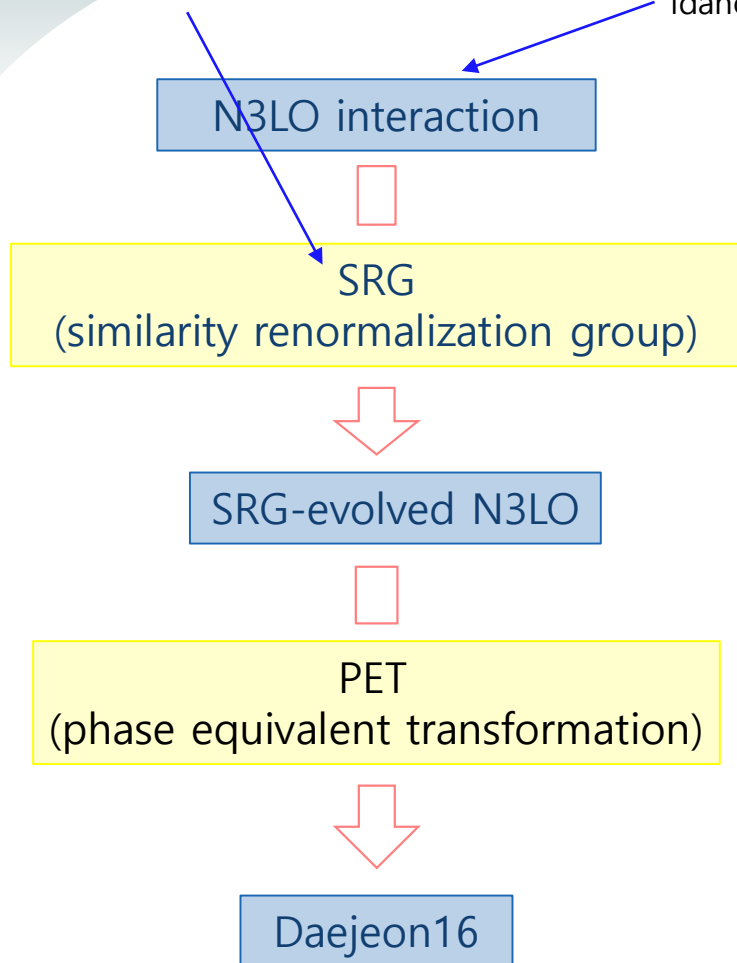 N3LO interaction
SRG
(similarity renormalization group)
SRG-evolved N3LO
PET
(phase equivalent transformation)
Daejeon16